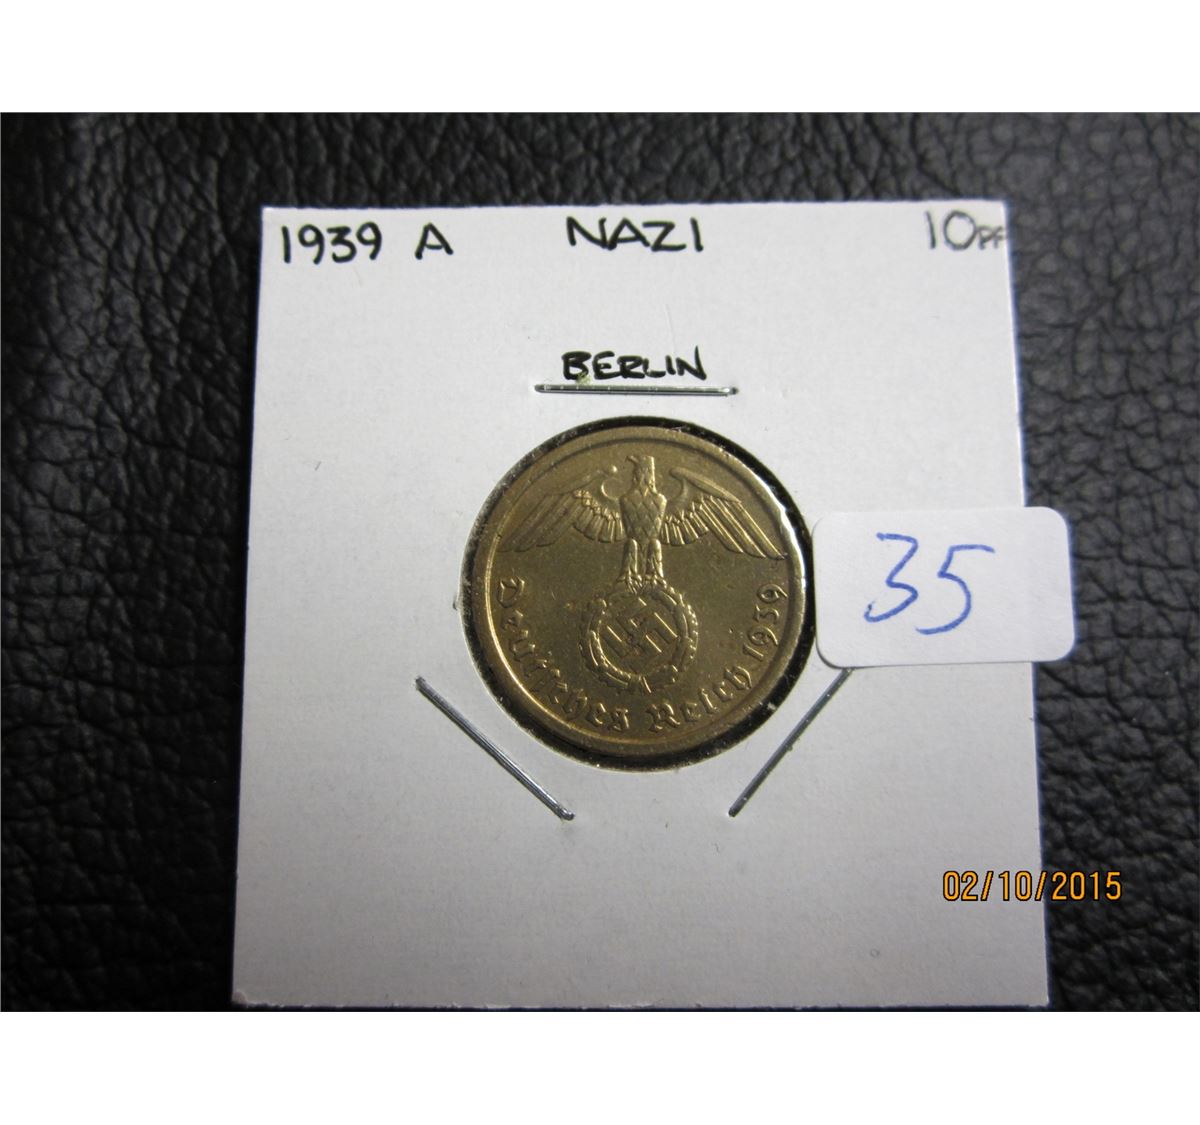 1939 A NAZI 10PF
BERLIN
Deutsches Reich 1939
35
02/10/2015